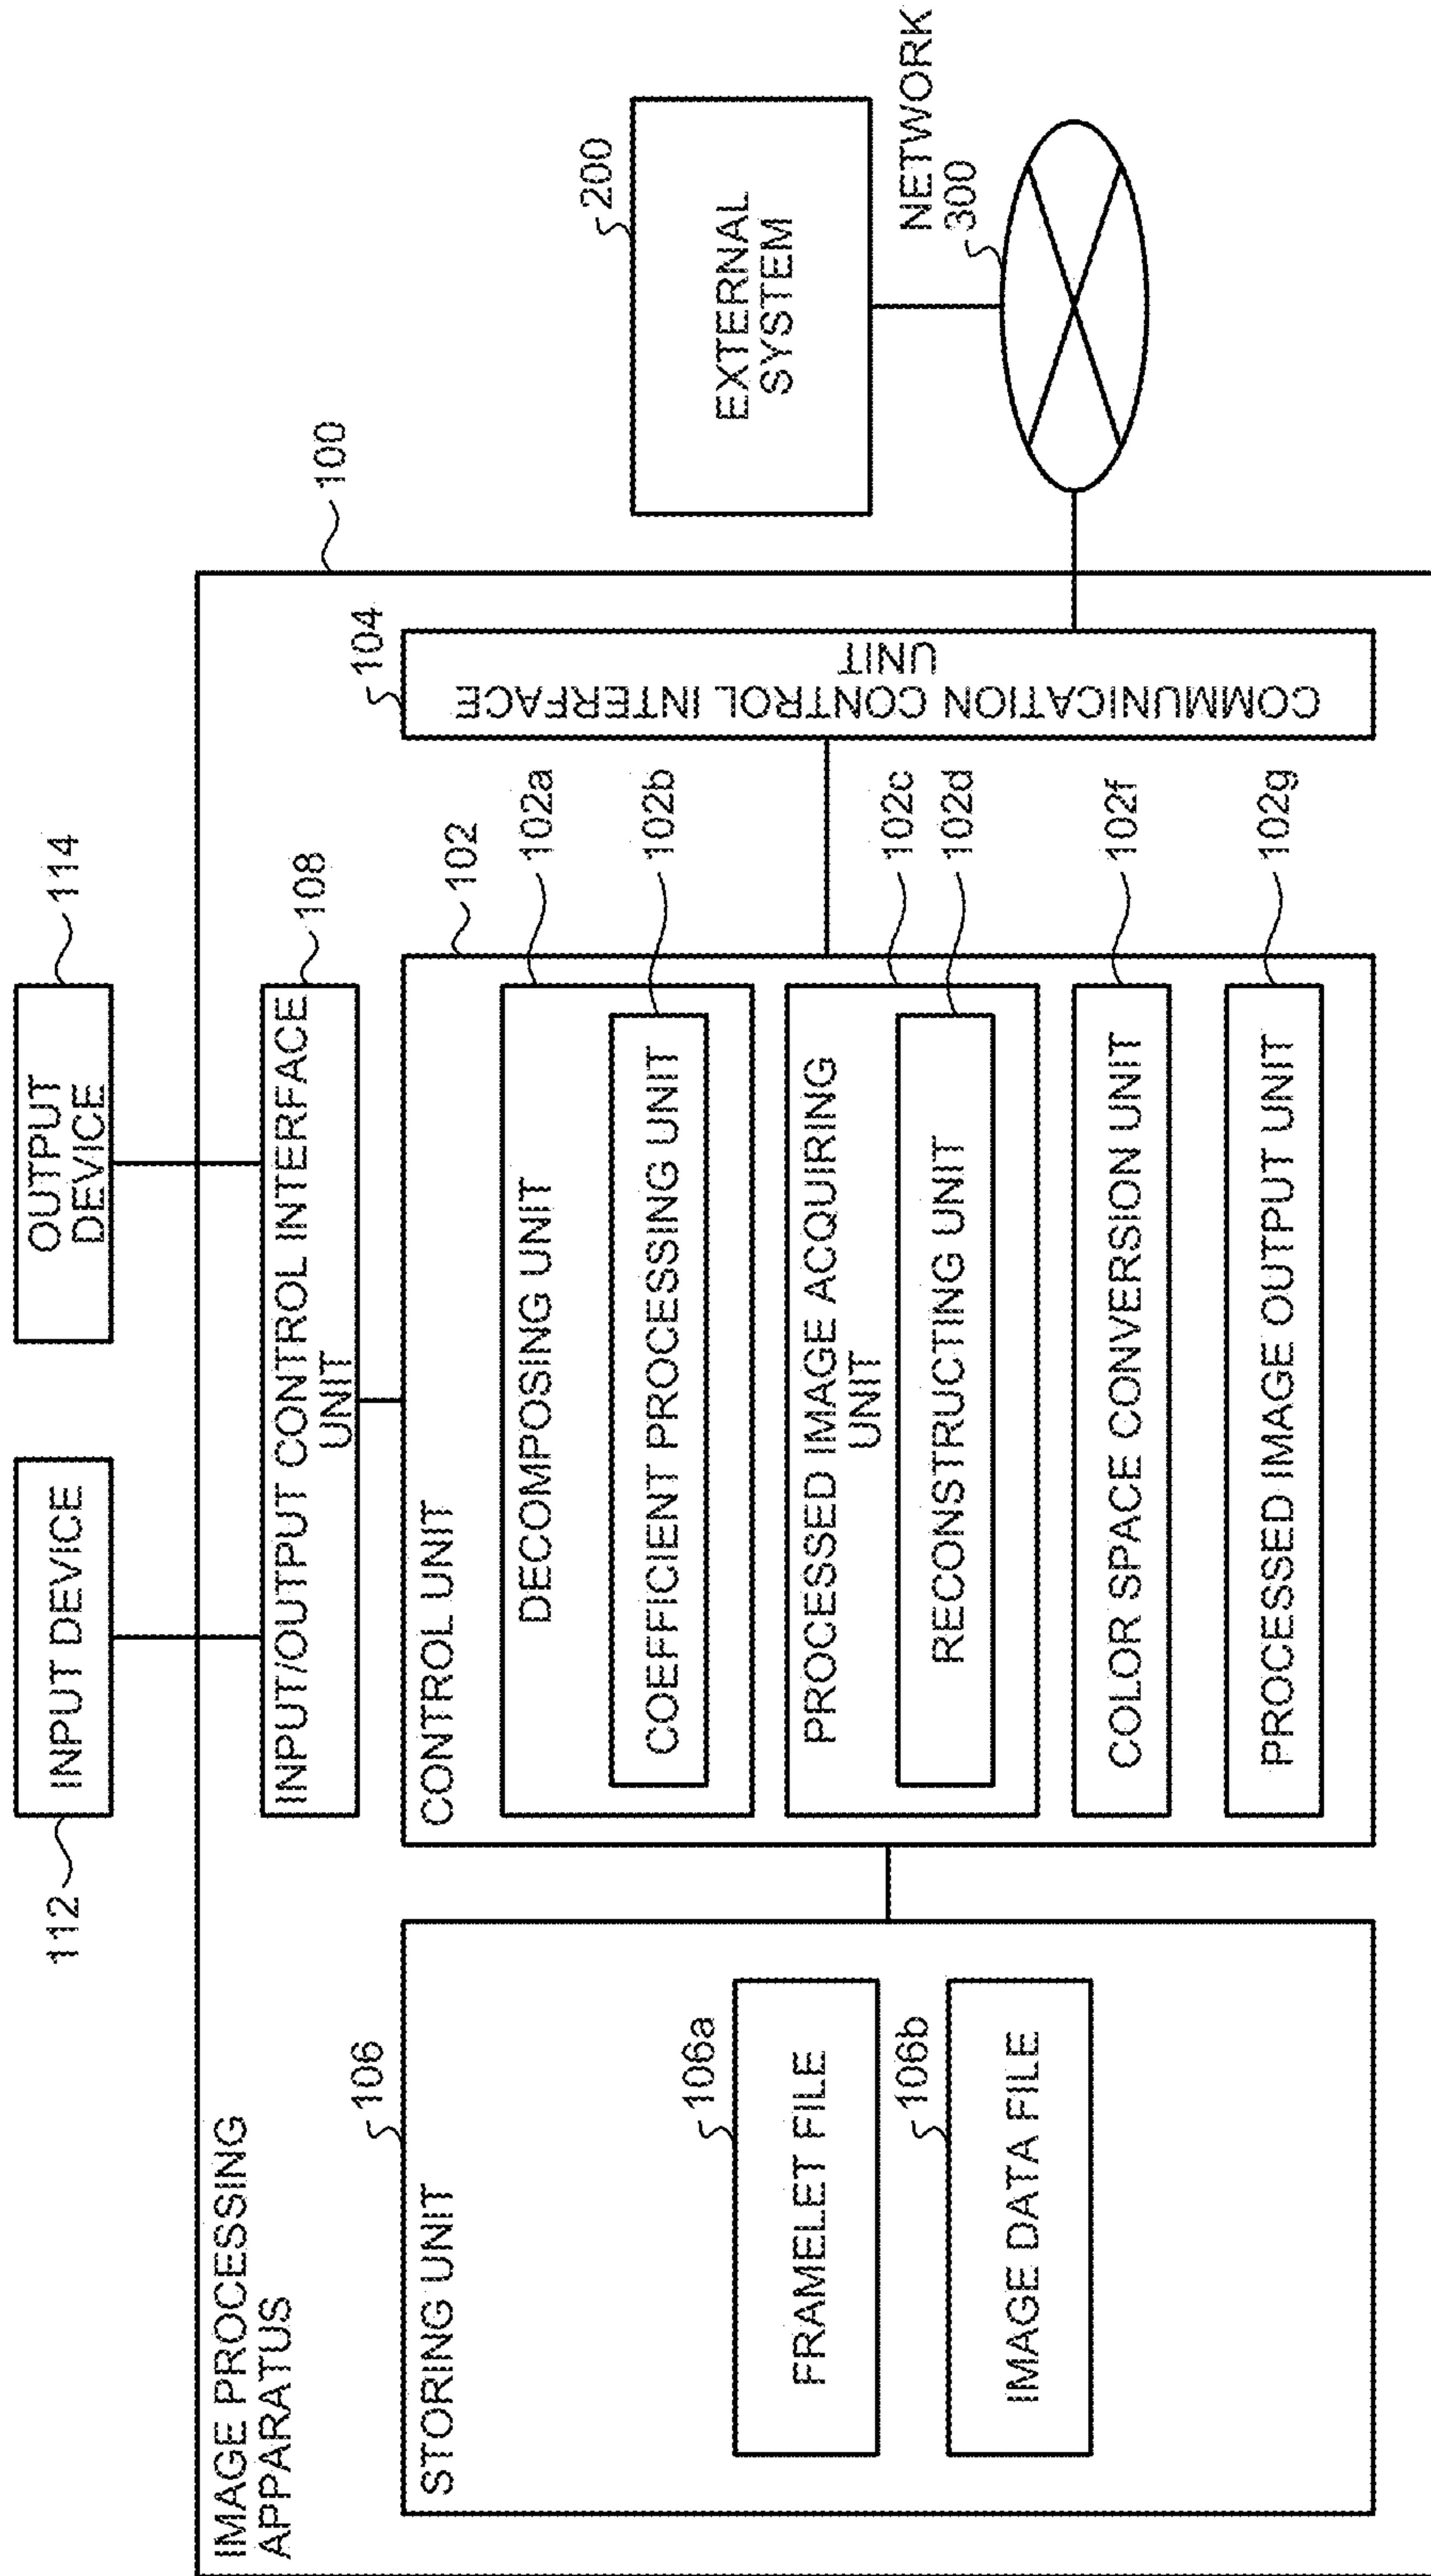 112
INPUT DEVICE
OUTPUT
DEVICE
114
IMAGE PROCESSING
APPARATUS
100
INPUT/OUTPUT CONTROL INTERFACE
UNIT
108
STORING UNIT
106
FRAMELET FILE
106a
IMAGE DATA FILE
106b
CONTROL UNIT
102
DECOMPOSING UNIT
102a
COEFFICIENT PROCESSING UNIT
102b
PROCESSED IMAGE ACQUIRING
UNIT
102c
RECONSTRUCTING UNIT
102d
COLOR SPACE CONVERSION UNIT
102f
PROCESSED IMAGE OUTPUT UNIT
102g
104
COMMUNICATION CONTROL INTERFACE
UNIT
200
EXTERNAL
SYSTEM
NETWORK
300